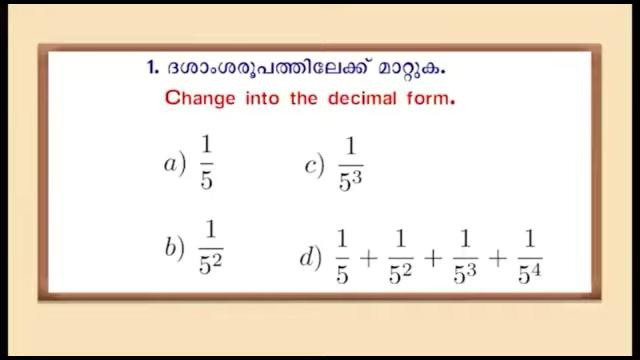 1. ദശാംശരൂപത്തിലേക്ക് മാറ്റുക.
Change into the decimal form.
a) 1/5
c) 1/5³
b) 1/5²
d) 1/5 + 1/5² + 1/5³ + 1/5⁴